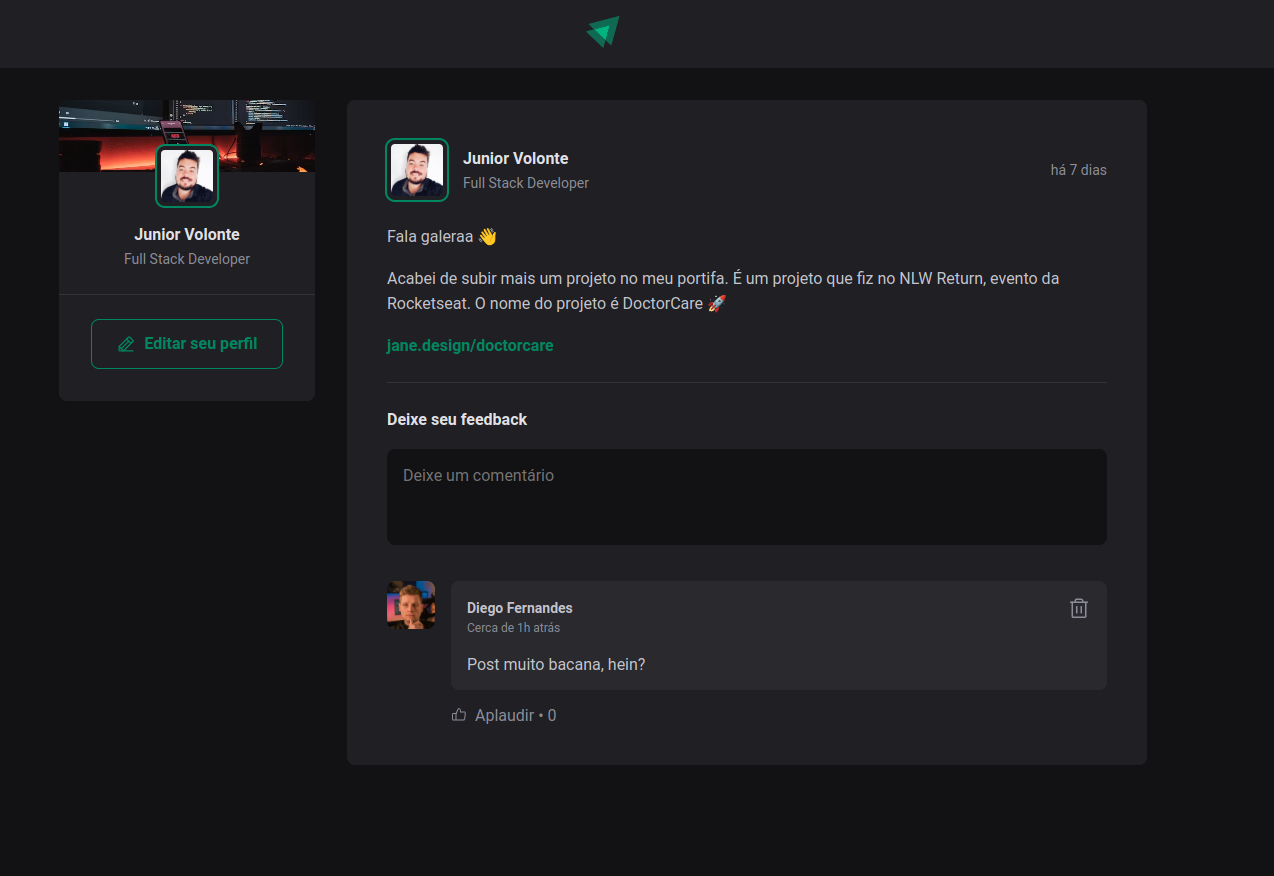 Junior Volonte
Full Stack Developer
Editar seu perfil
Junior Volonte
Full Stack Developer
há 7 dias
Fala galeraa 👋
Acabei de subir mais um projeto no meu portifa. É um projeto que fiz no NLW Return, evento da
Rocketseat. O nome do projeto é DoctorCare 🚀
jane.design/doctorcare
Deixe seu feedback
Deixe um comentário
Diego Fernandes
Cerca de 1h atrás
Post muito bacana, hein?
Aplaudir • 0